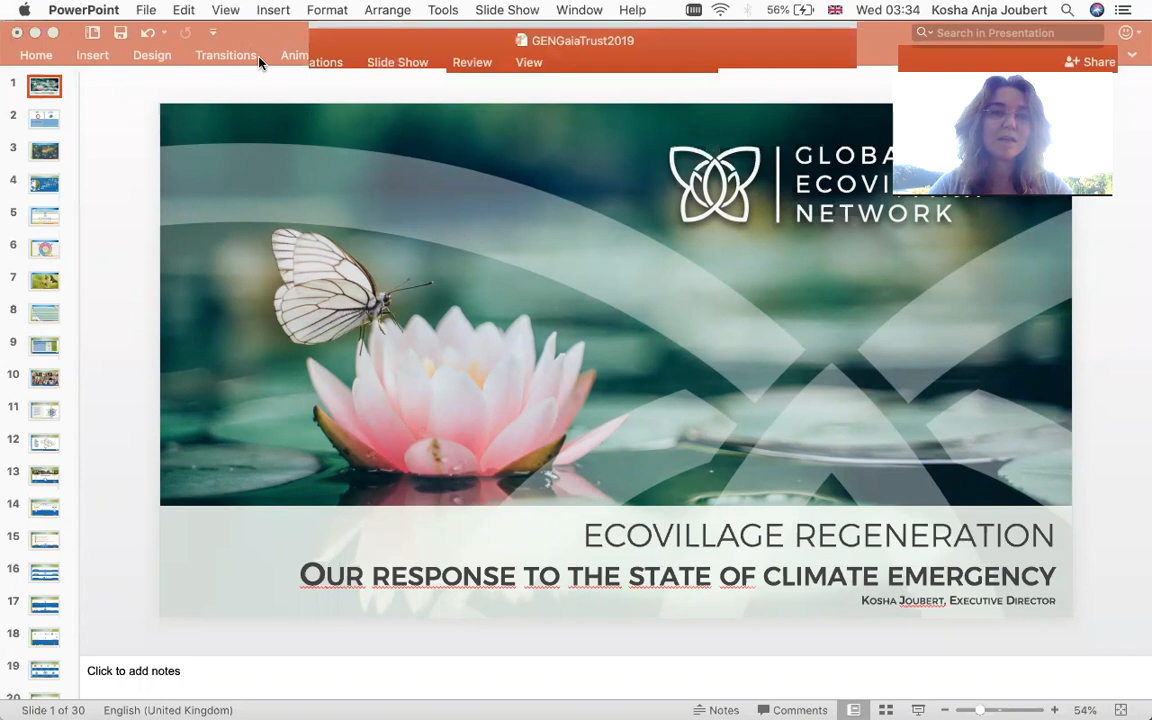 PowerPoint File Edit View Insert Format Arrange Tools Slide Show Window Help 56% Wed 03:34 Kosha Anja Joubert
GENGaiaTrust2019
Search in Presentation
Home Insert Design Transitions Anim ations Slide Show Review View Share
1
2
3
4
5
6
7
8
9
10
11
12
13
14
15
16
17
18
19
20
GLOBA
ECOVI
NETWORK
ECOVILLAGE REGENERATION
OUR RESPONSE TO THE STATE OF CLIMATE EMERGENCY
KOSHA JOUBERT, EXECUTIVE DIRECTOR
Click to add notes
Slide 1 of 30 English (United Kingdom) Notes Comments 54%